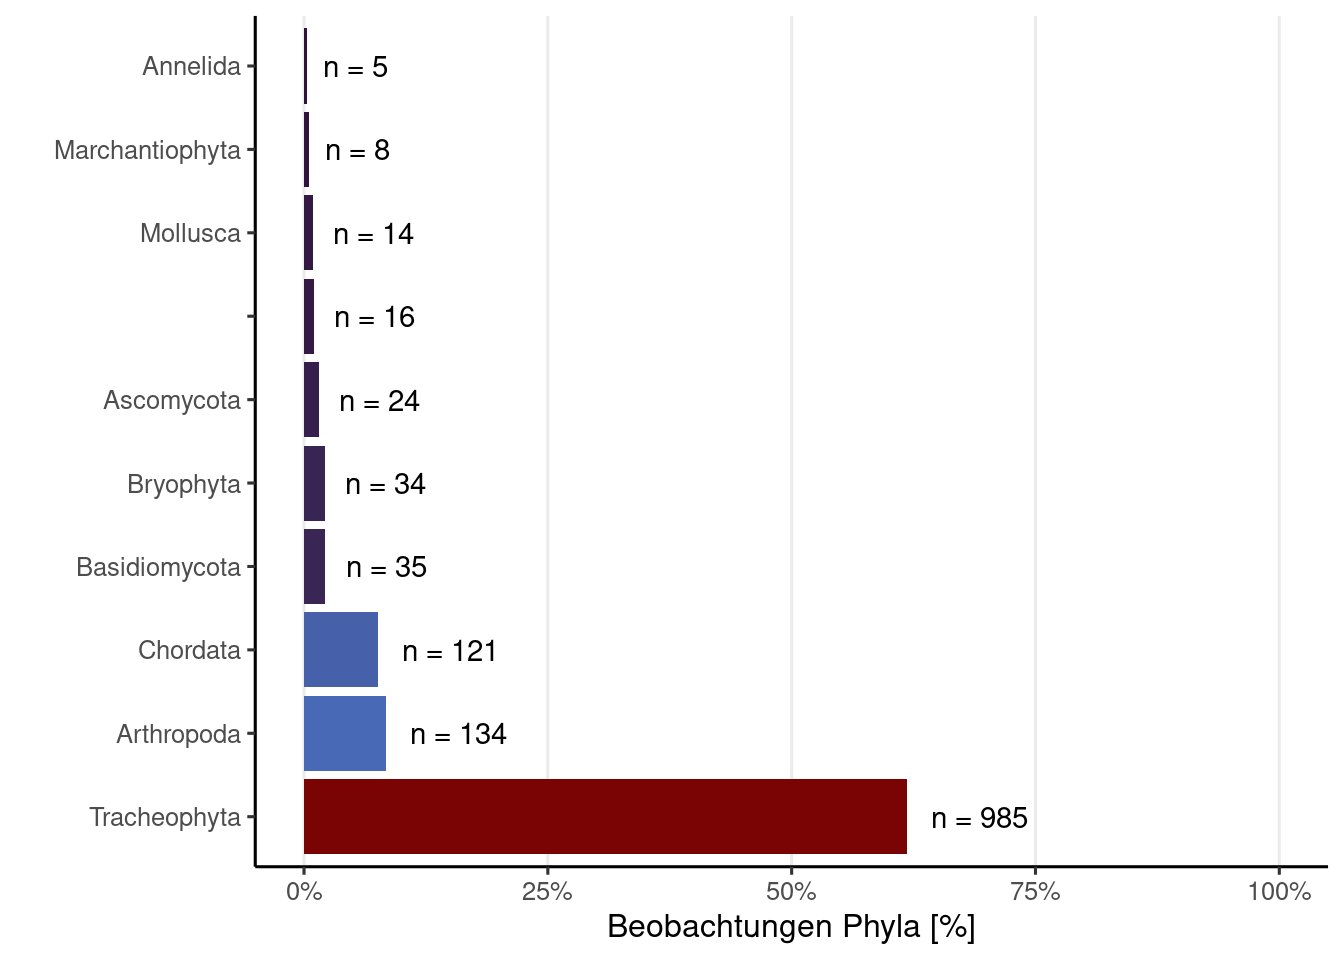 Annelida n = 5
Marchantiophyta n = 8
Mollusca n = 14
n = 16
Ascomycota n = 24
Bryophyta n = 34
Basidiomycota n = 35
Chordata n = 121
Arthropoda n = 134
Tracheophyta n = 985
0% 25% 50% 75% 100%
Beobachtungen Phyla [%]